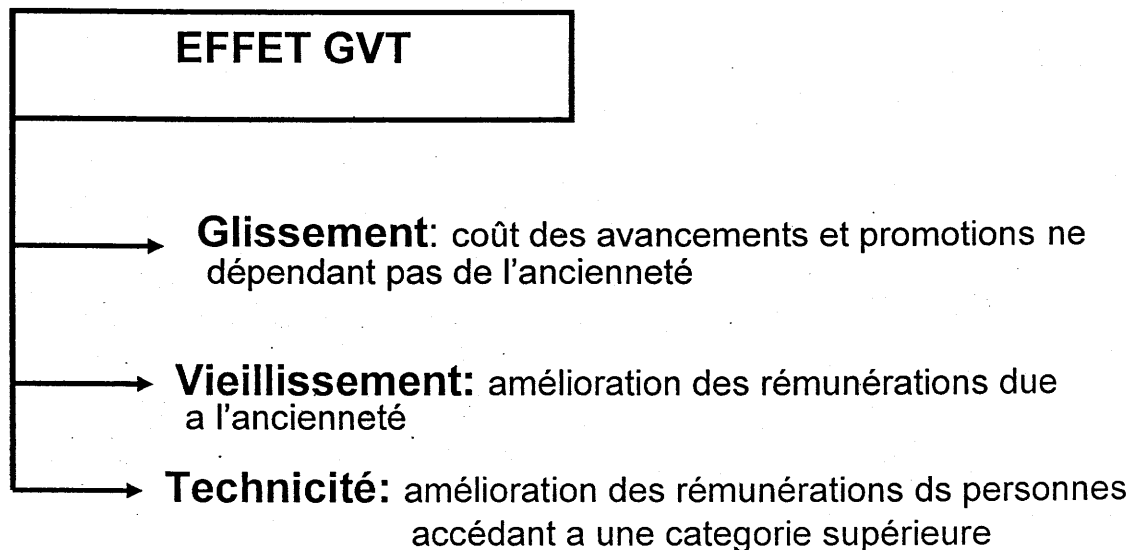 EFFET GVT
Glissement: coût des avancements et promotions ne
dépendant pas de l'ancienneté
Vieillissement: amélioration des rémunérations due
a l'ancienneté
Technicité: amélioration des rémunérations ds personnes
accédant a une categorie supérieure